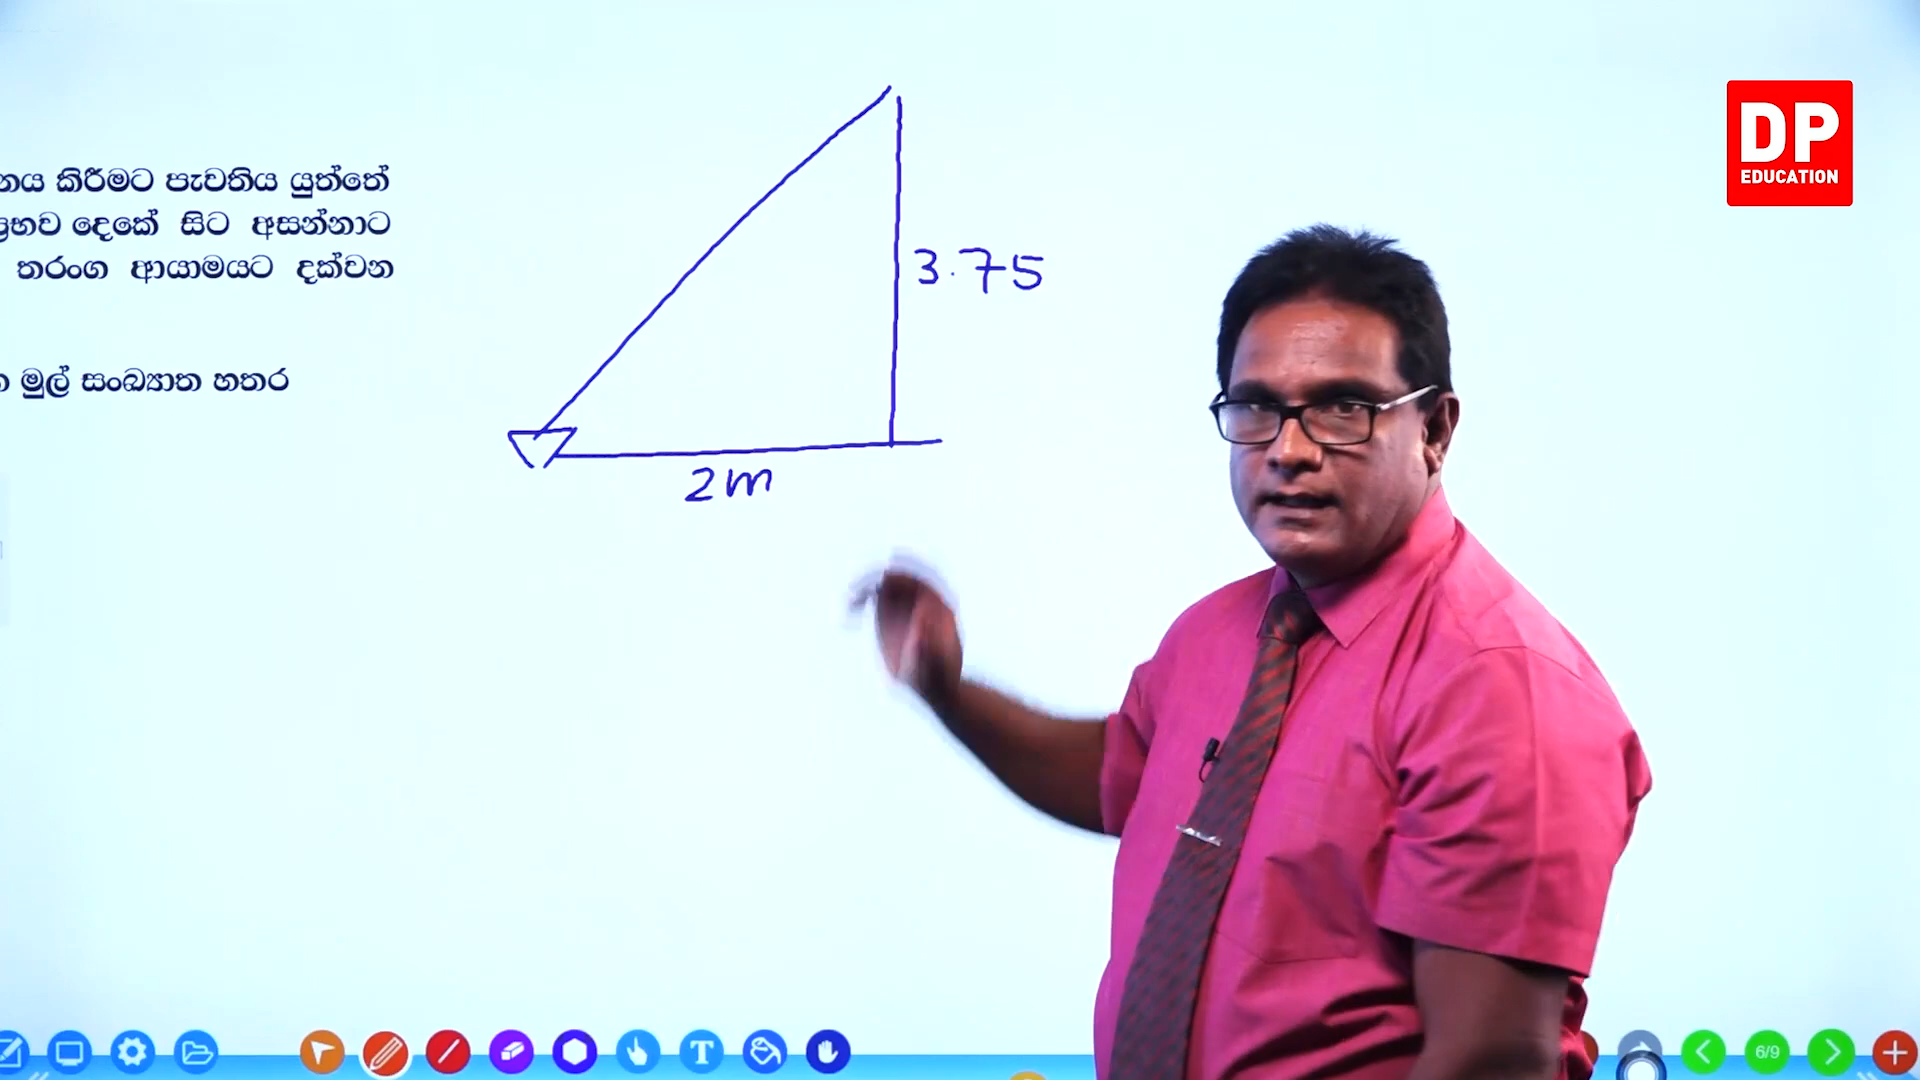 කිරීමට පැවතිය යුත්තේ
දෙකේ සිට අසන්නාට
තරංග ආයාමයට දක්වන
මුල් සංඛ්‍යාත හතර
3.75
2m
DP
EDUCATION
T
6/9